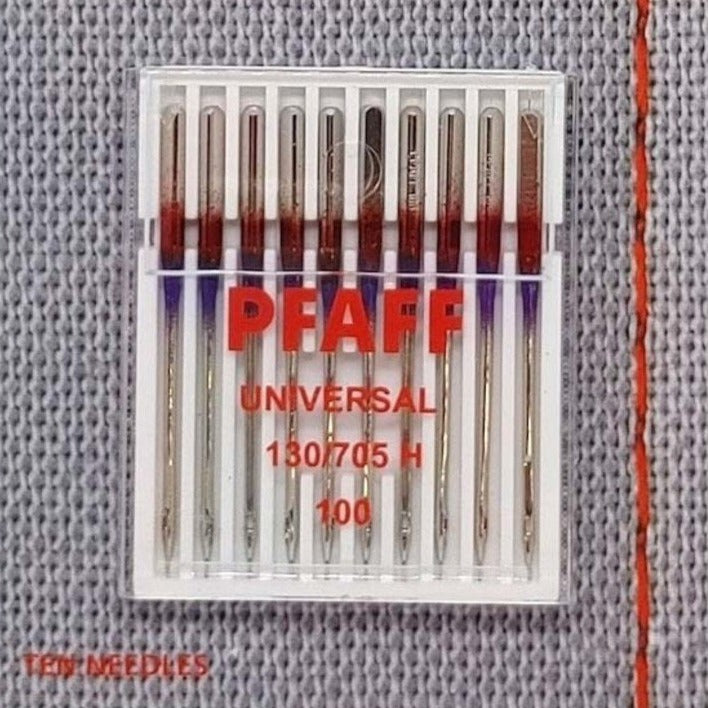 PFAFF
UNIVERSAL
130/705 H
100
TEN NEEDLES